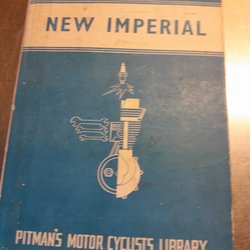 NEW IMPERIAL
PITMAN'S MOTOR CYCLISTS LIBRARY